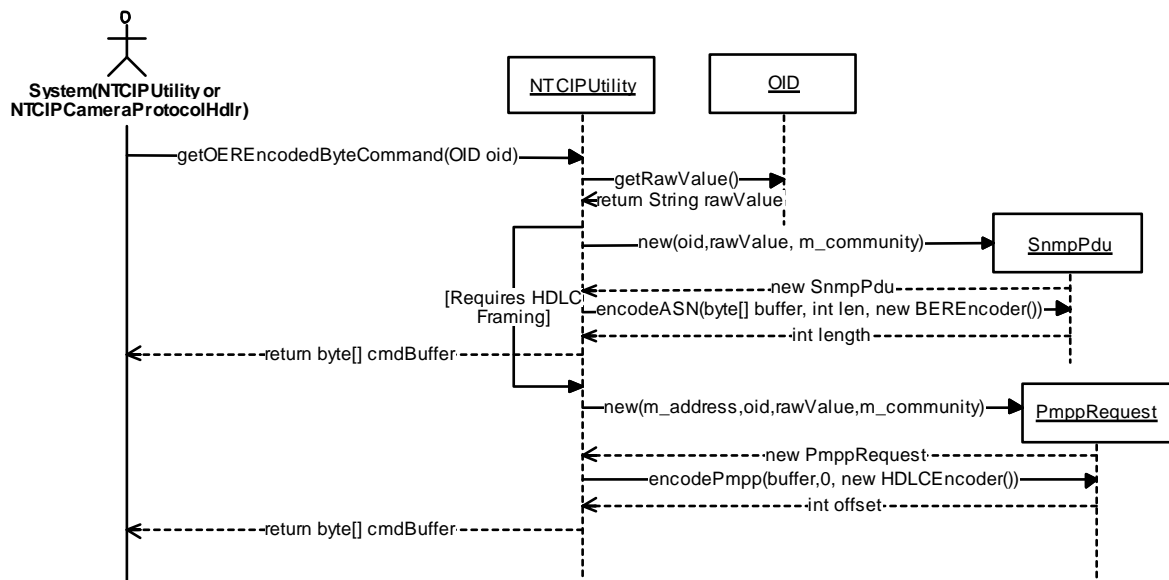 System(NTCIPUtility or
NTCIPCameraProtocolHdlr)
NTCIPUtility
OID
getOEREncodedByteCommand(OID oid)
getRawValue()
return String rawValue
new(oid,rawValue, m_community)
SnmpPdu
new SnmpPdu
[Requires HDLC
Framing]
encodeASN(byte[] buffer, int len, new BEREncoder())
int length
return byte[] cmdBuffer
new(m_address,oid,rawValue,m_community)
PmppRequest
new PmppRequest
encodePmpp(buffer,0, new HDLCEncoder())
int offset
return byte[] cmdBuffer